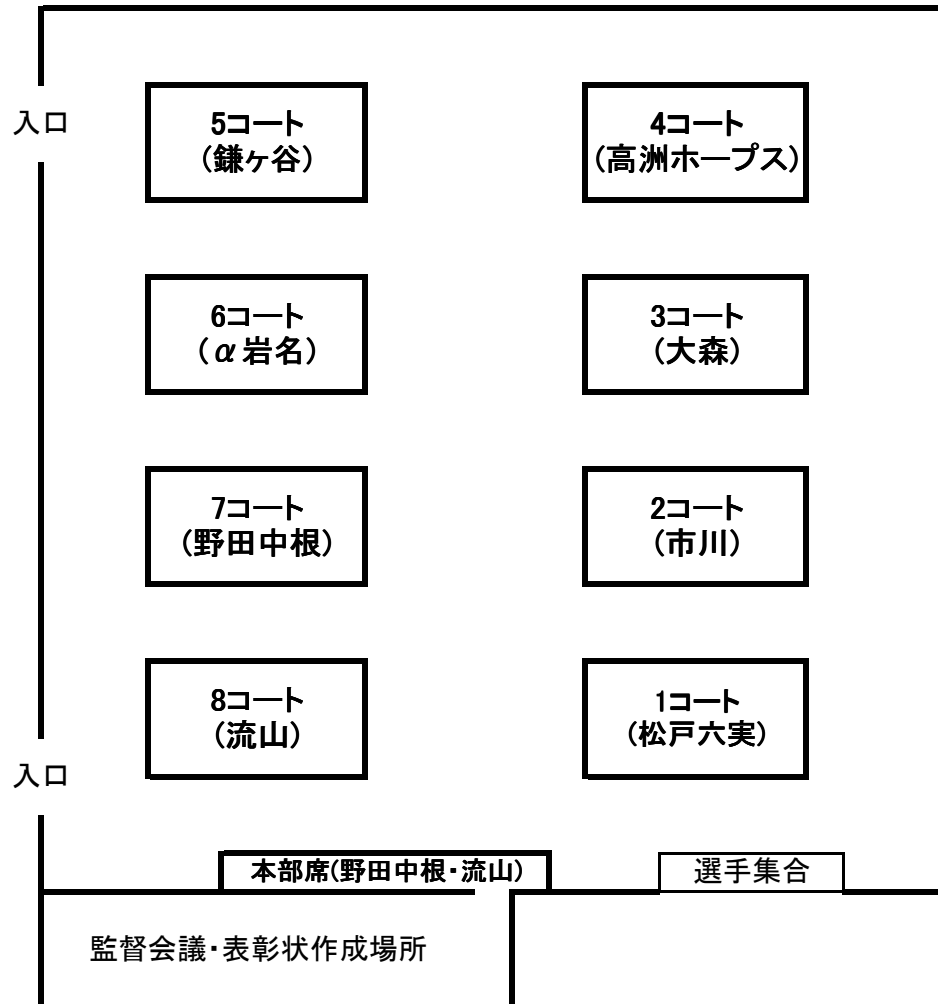 入口
5コート
(鎌ヶ谷)
4コート
(高洲ホープス)
6コート
(α岩名)
3コート
(大森)
7コート
(野田中根)
2コート
(市川)
8コート
(流山)
1コート
(松戸六実)
入口
本部席(野田中根・流山)
選手集合
監督会議・表彰状作成場所